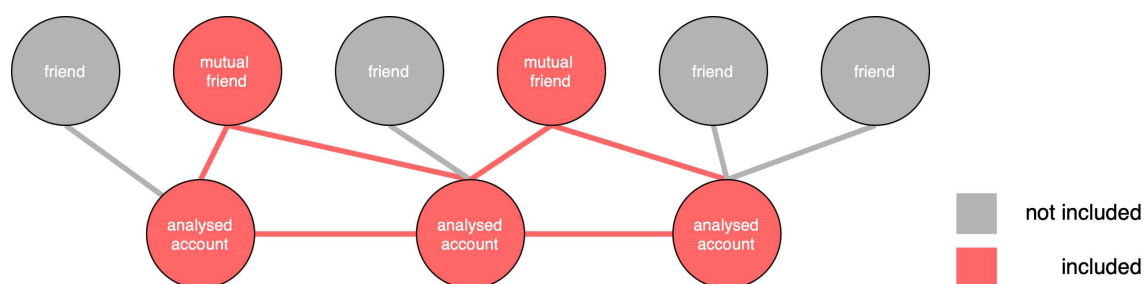 friend
mutual
friend
friend
mutual
friend
friend
friend
analysed
account
analysed
account
analysed
account
not included
included